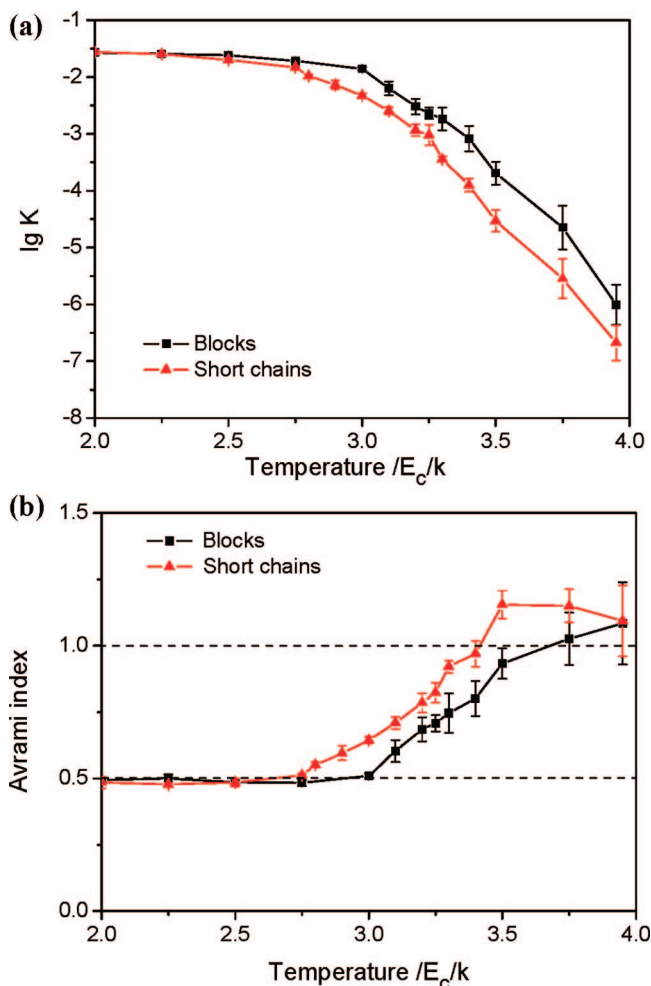 (a)
-1
-2
-3
-4
-5
-6
-7
-8
lg K
Blocks
Short chains
2.0 2.5 3.0 3.5 4.0
Temperature /E_c/k
(b)
1.5
1.0
0.5
0.0
Avrami index
Blocks
Short chains
2.0 2.5 3.0 3.5 4.0
Temperature /E_c/k